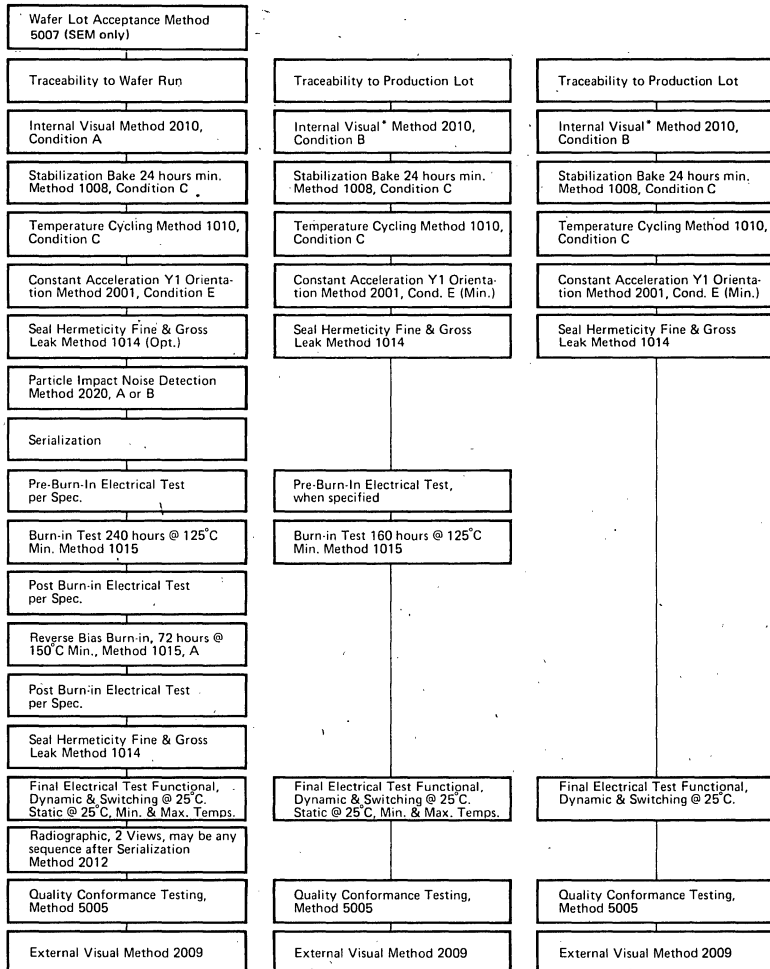 Wafer Lot Acceptance Method
5007 (SEM only)
Traceability to Wafer Run
Internal Visual Method 2010,
Condition A
Stabilization Bake 24 hours min.
Method 1008, Condition C
Temperature Cycling Method 1010,
Condition C
Constant Acceleration Y1 Orienta-
tion Method 2001, Condition E
Seal Hermeticity Fine & Gross
Leak Method 1014 (Opt.)
Particle Impact Noise Detection
Method 2020, A or B
Serialization
Pre-Burn-In Electrical Test
per Spec.
Burn-in Test 240 hours @ 125°C
Min. Method 1015
Post Burn-in Electrical Test
per Spec.
Reverse Bias Burn-in, 72 hours @
150°C Min., Method 1015, A
Post Burn-in Electrical Test
per Spec.
Seal Hermeticity Fine & Gross
Leak Method 1014
Final Electrical Test Functional,
Dynamic & Switching @ 25°C.
Static @ 25°C, Min. & Max. Temps.
Radiographic, 2 Views, may be any
sequence after Serialization
Method 2012
Quality Conformance Testing,
Method 5005
External Visual Method 2009
Traceability to Production Lot
Internal Visual* Method 2010,
Condition B
Stabilization Bake 24 hours min.
Method 1008, Condition C
Temperature Cycling Method 1010,
Condition C
Constant Acceleration Y1 Orienta-
tion Method 2001, Cond. E (Min.)
Seal Hermeticity Fine & Gross
Leak Method 1014
Pre-Burn-In Electrical Test,
when specified
Burn-in Test 160 hours @ 125°C
Min. Method 1015
Final Electrical Test Functional,
Dynamic & Switching @ 25°C.
Static @ 25°C, Min. & Max. Temps.
Quality Conformance Testing,
Method 5005
External Visual Method 2009
Traceability to Production Lot
Internal Visual* Method 2010,
Condition B
Stabilization Bake 24 hours min.
Method 1008, Condition C
Temperature Cycling Method 1010,
Condition C
Constant Acceleration Y1 Orienta-
tion Method 2001, Cond. E (Min.)
Seal Hermeticity Fine & Gross
Leak Method 1014
Final Electrical Test Functional,
Dynamic & Switching @ 25°C.
Quality Conformance Testing,
Method 5005
External Visual Method 2009